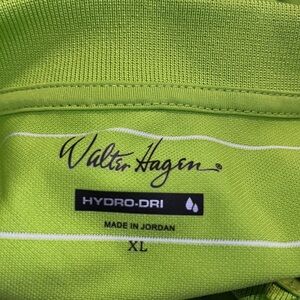 Walter Hagen®
HYDRO-DRI
MADE IN JORDAN
XL